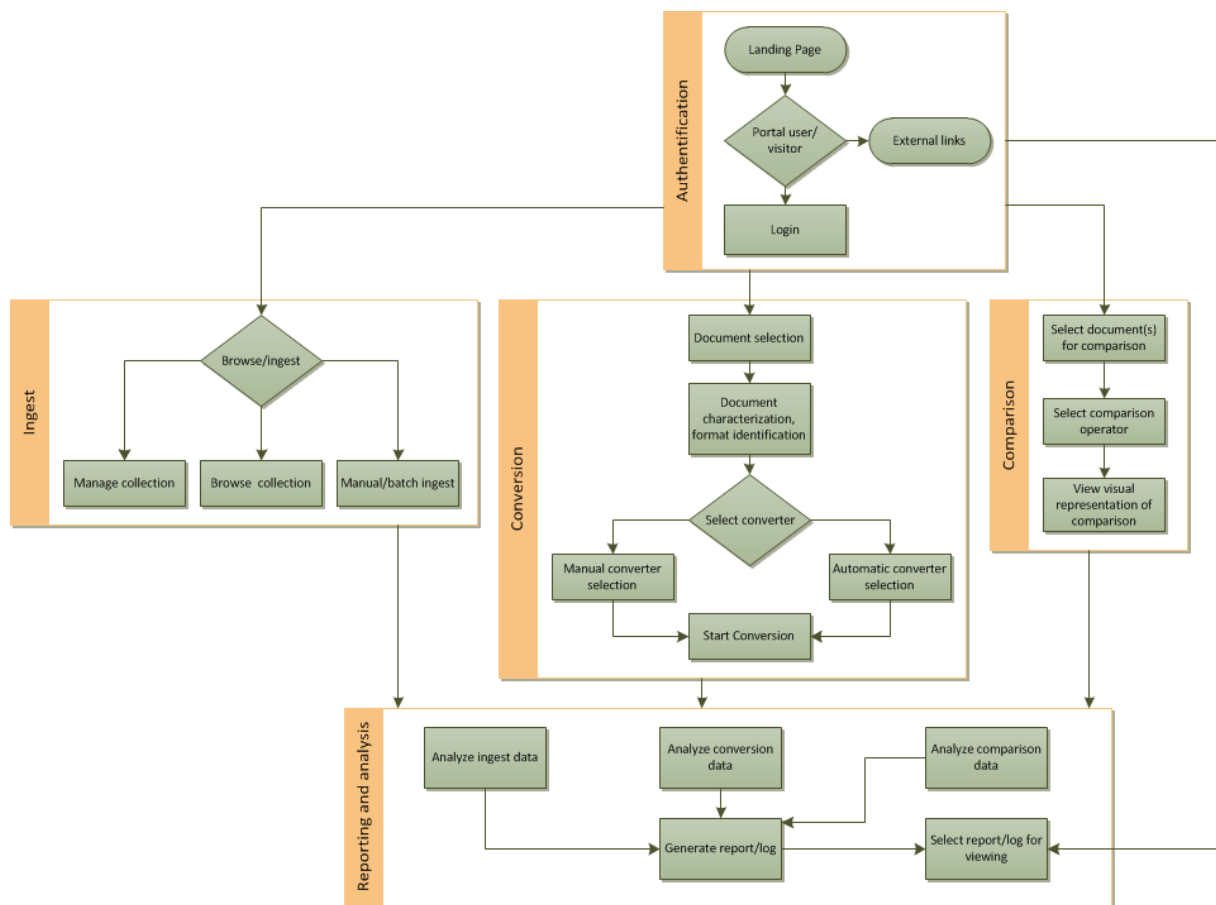 Authentification
Landing Page
Portal user/
visitor
External links
Login
Ingest
Browse/ingest
Manage collection
Browse collection
Manual/batch ingest
Conversion
Document selection
Document
characterization,
format identification
Select converter
Manual converter
selection
Automatic converter
selection
Start Conversion
Comparison
Select document(s)
for comparison
Select comparison
operator
View visual
representation of
comparison
Reporting and analysis
Analyze ingest data
Analyze conversion
data
Analyze comparison
data
Generate report/log
Select report/log for
viewing